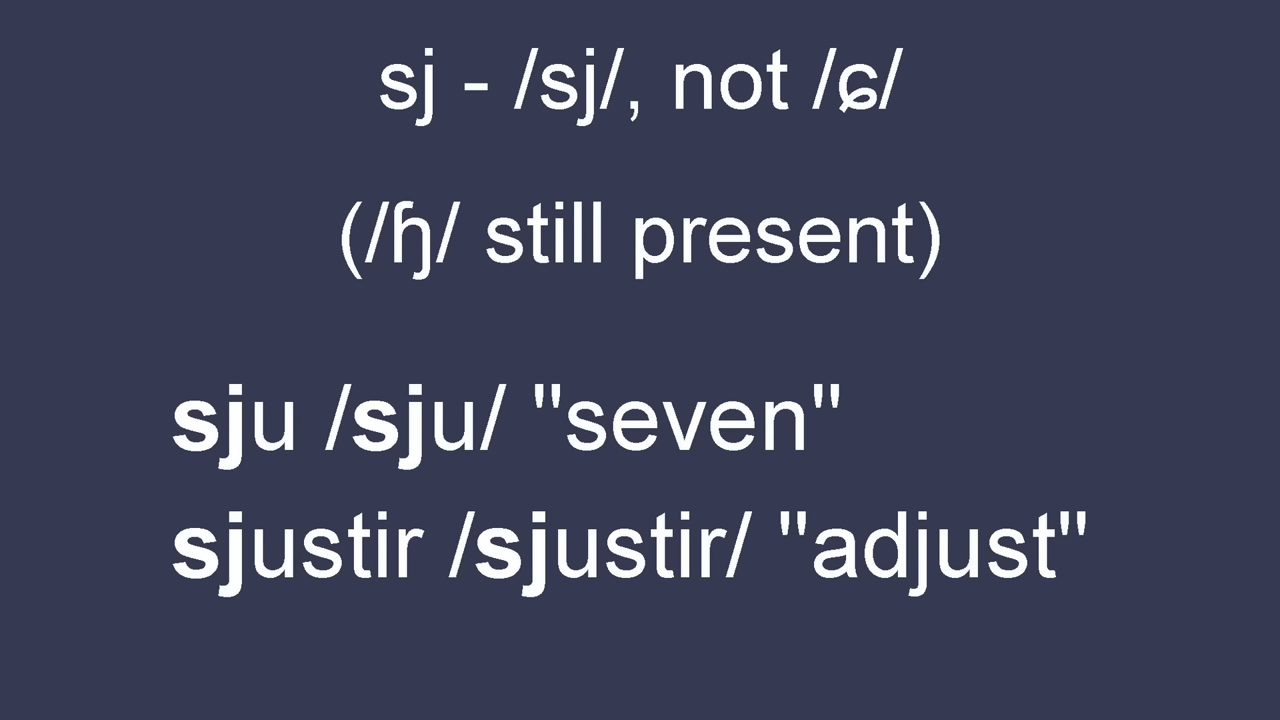 sj - /sj/, not /ɕ/
(/ɧ/ still present)
sju /sju/ "seven"
sjustir /sjustir/ "adjust"